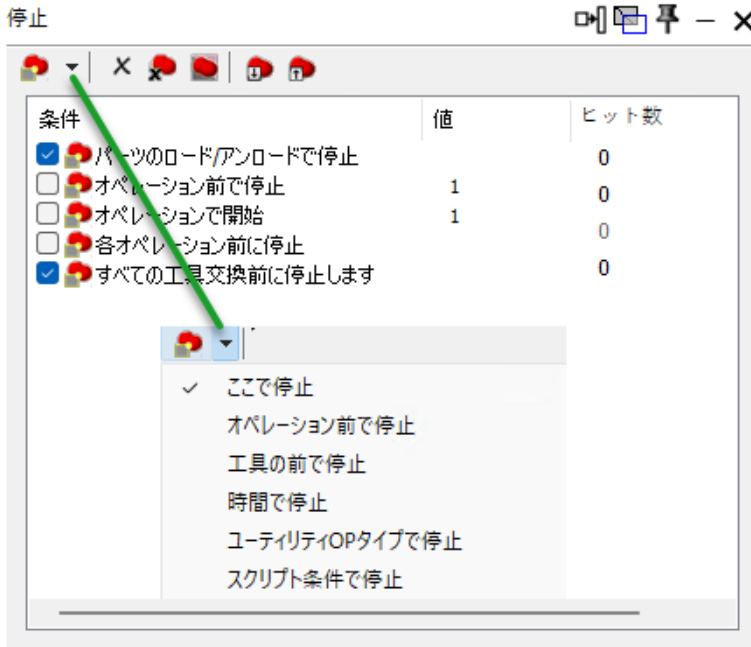 停止
条件 値 ヒット数
パーツのロード/アンロードで停止 0
オペレーション前で停止 1 0
オペレーションで開始 1
各オペレーション前に停止 0
すべての工具交換前に停止します 0
ここで停止
オペレーション前で停止
工具の前で停止
時間で停止
ユーティリティOPタイプで停止
スクリプト条件で停止